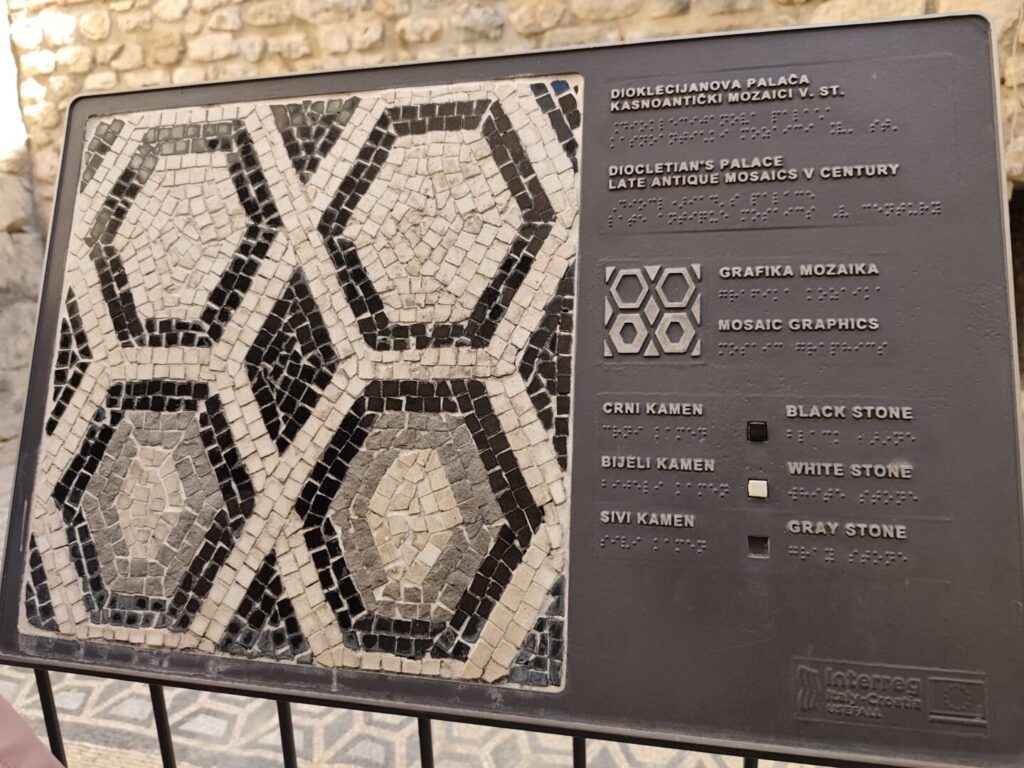 DIOKLECIJANOVA PALAČA
KASNOANTIČKI MOZAICI V. ST.
DIOCLETIAN'S PALACE
LATE ANTIQUE MOSAICS V CENTURY
GRAFIKA MOZAIKA
MOSAIC GRAPHICS
CRNI KAMEN
BLACK STONE
BIJELI KAMEN
WHITE STONE
SIVI KAMEN
GRAY STONE
Interreg
Italy-Croatia
USEFALL